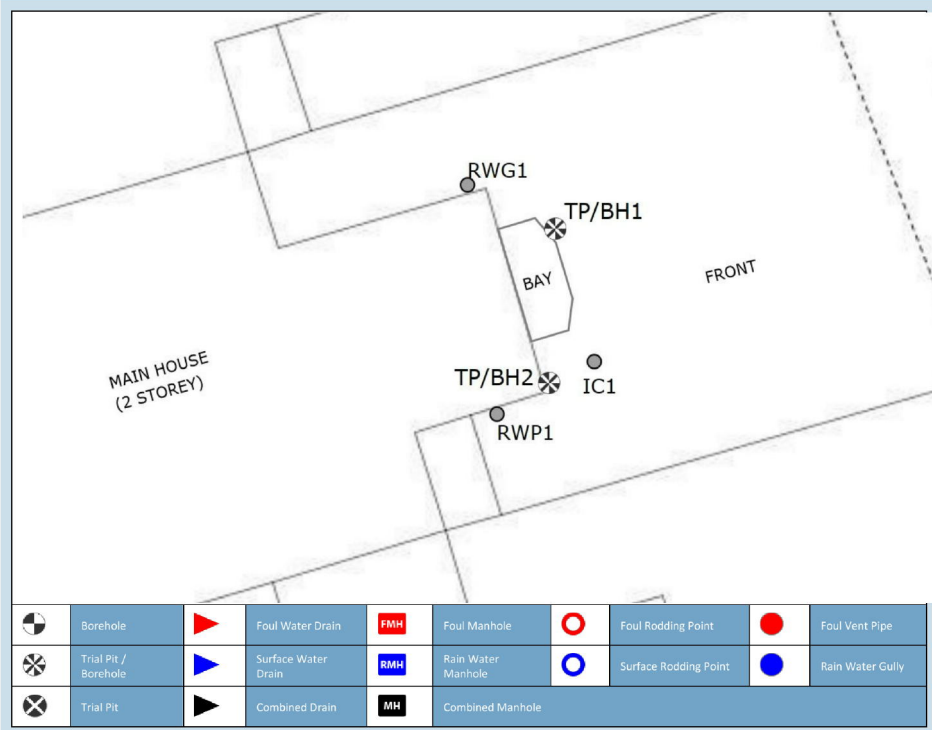 RWG1
TP/BH1
FRONT
BAY
MAIN HOUSE
(2 STOREY)
TP/BH2
IC1
RWP1
Borehole
Foul Water Drain
FMH
Foul Manhole
Foul Rodding Point
Foul Vent Pipe
Trial Pit /
Borehole
Surface Water
Drain
RMH
Rain Water
Manhole
Surface Rodding Point
Rain Water Gully
Trial Pit
Combined Drain
MH
Combined Manhole